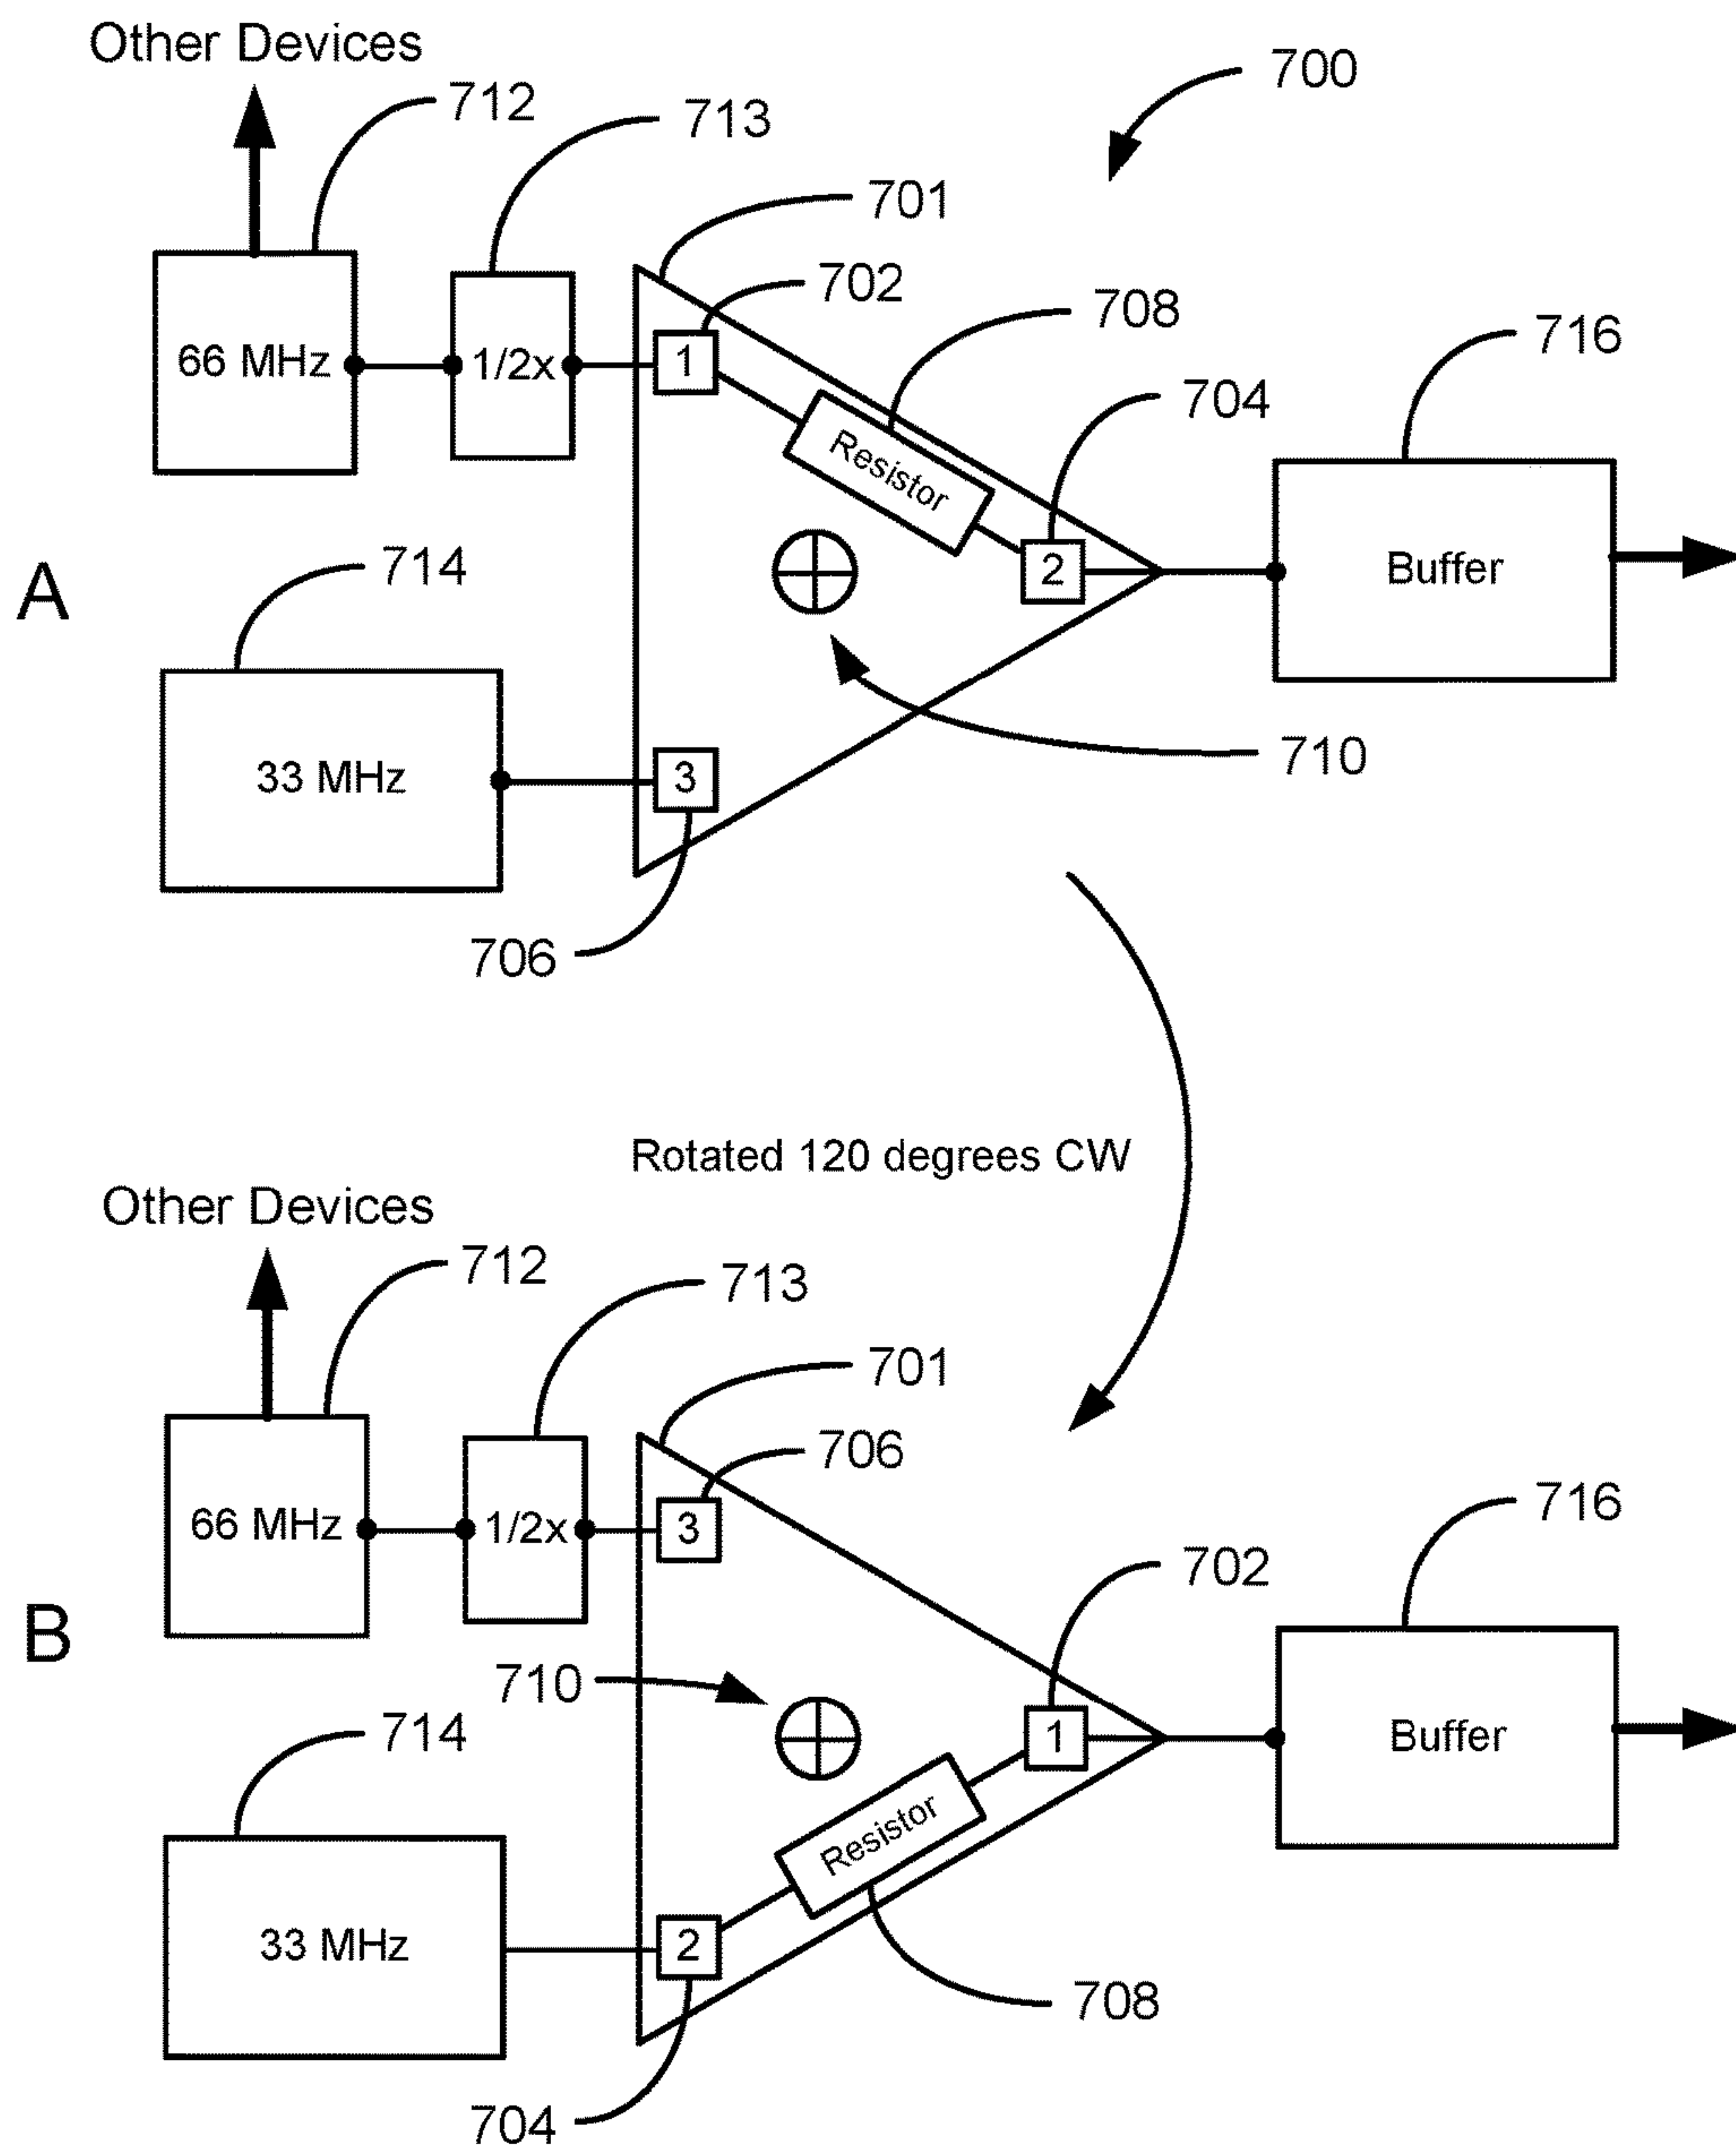 Other Devices
700
712
713
701
702
708
716
66 MHz
1/2x
1
704
Resistor
714
A
2
Buffer
33 MHz
3
710
706
Rotated 120 degrees CW
Other Devices
712
713
701
706
716
66 MHz
1/2x
3
702
B
710
714
1
Buffer
Resistor
33 MHz
2
708
704